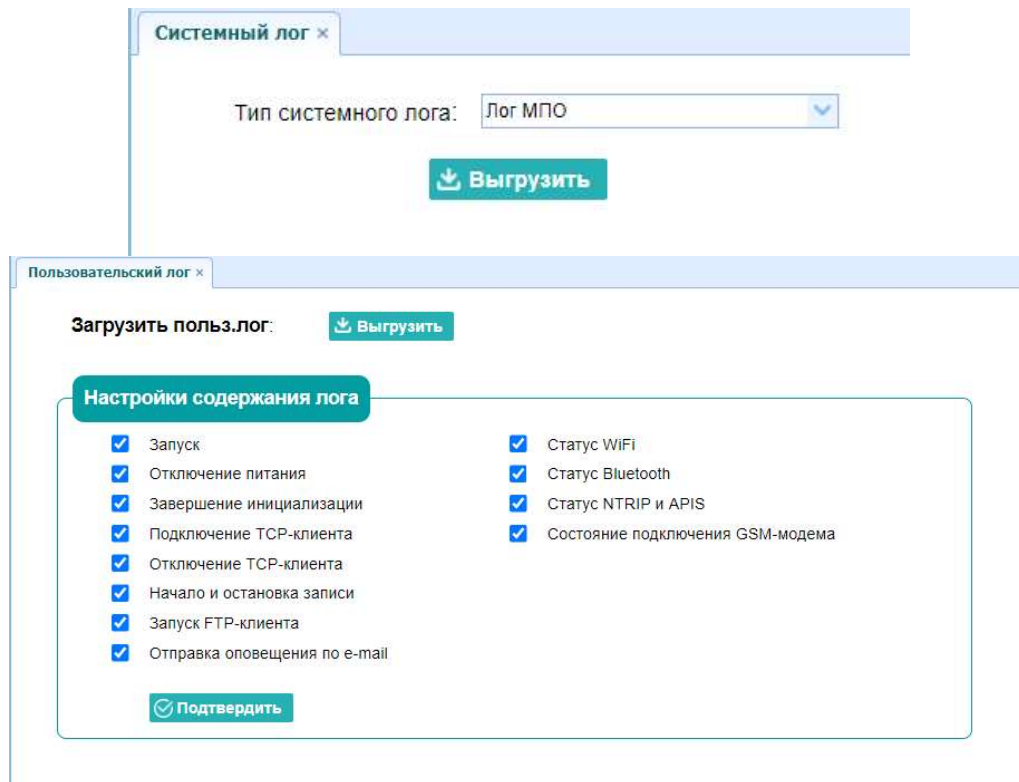 Системный лог ×
Тип системного лога: Лог МПО
Выгрузить
Пользовательский лог ×
Загрузить польз.лог: Выгрузить
Настройки содержания лога
Запуск Статус WiFi
Отключение питания Статус Bluetooth
Завершение инициализации Статус NTRIP и APIS
Подключение TCP-клиента Состояние подключения GSM-модема
Отключение TCP-клиента
Начало и остановка записи
Запуск FTP-клиента
Отправка оповещения по e-mail
Подтвердить